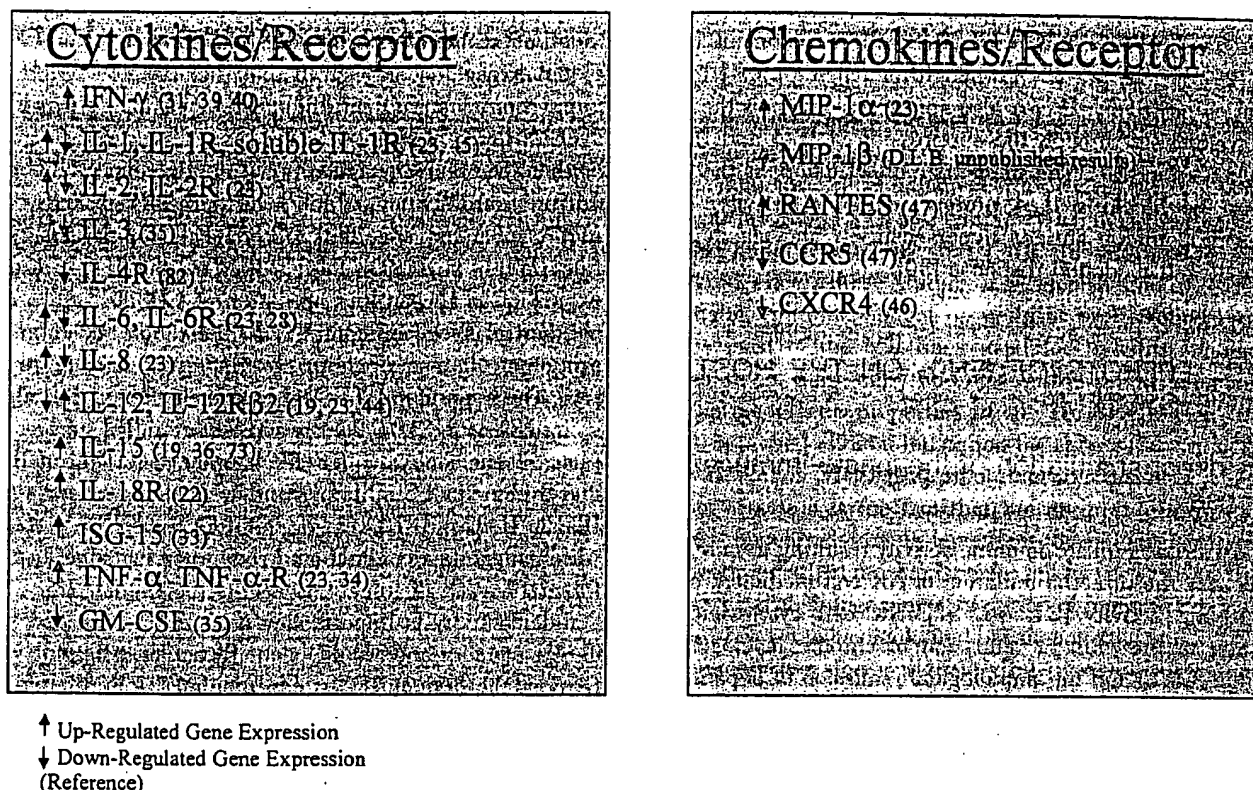 Cytokines/Receptor
↑ IFN-γ (31, 39, 40)
↑↓ IL-1, IL-1R, soluble IL-1R (23, 45)
↑↓ IL-2, IL-2R (23)
↓ IL-3 (35)
↓ IL-4R (82)
↑↓ IL-6, IL-6R (23, 28)
↑↓ IL-8 (23)
↓↑ IL-12, IL-12Rβ2 (19, 23, 44)
↑ IL-15 (19, 36, 73)
↑ IL-18R (22)
↑ ISG-15 (33)
↑ TNF-α, TNF-α-R (23, 34)
↓ GM-CSF (35)
Chemokines/Receptor
↑ MIP-1α (23)
MIP-1β (D.L.B. unpublished results)
RANTES (47)
↓ CCR5 (47)
↓ CXCR4 (46)
↑ Up-Regulated Gene Expression
↓ Down-Regulated Gene Expression
(Reference)